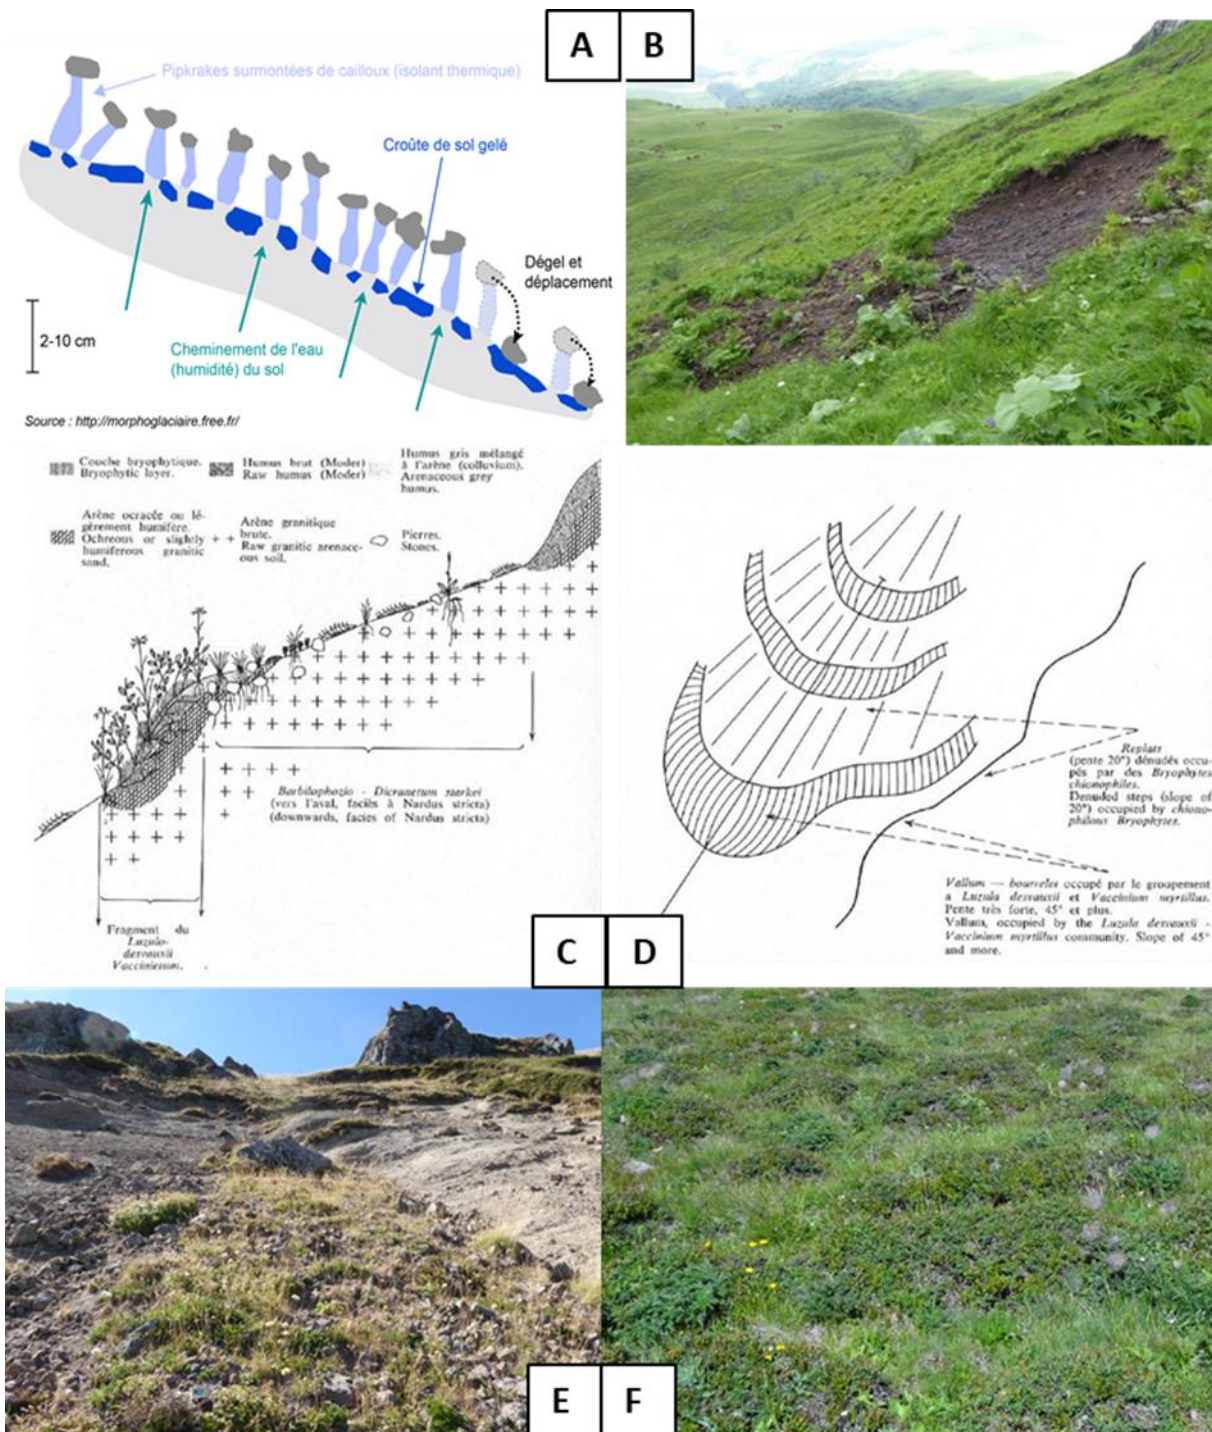 A B
Pipkrakes surmontées de cailloux (isolant thermique)
Croûte de sol gelé
Dégel et
déplacement
2-10 cm
Cheminement de l'eau
(humidité) du sol
Source : http://morphoglaciaire.free.fr/
Couche bryophytique.
Bryophytic layer.
Humus brut (Moder)
Raw humus (Moder)
Humus gris mélangé
à l'arène (colluvium).
Arenaceous grey
humus.
Arène ocracée ou lé-
gèrement humifère.
Ochreous or slightly
humiferous granitic
sand.
Arène granitique
brute.
Raw granitic arenace-
ous soil.
Pierres.
Stones.
Barbilophozio - Dicranetum starkei
(vers l'aval, faciès à Nardus stricta)
(downwards, facies of Nardus stricta)
Fragment du
Luzulo-
desvauxii
Vaccinietum.
Replats
(pente 20°) dénudés occu-
pés par des Bryophytes
chionophiles.
Denuded steps (slope of
20°) occupied by chiono-
philous Bryophytes.
Vallum — bourrelet occupé par le groupement
a Luzula desvauxii et Vaccinium myrtillus.
Pente très forte, 45° et plus.
Vallum, occupied by the Luzula desvauxii -
Vaccinium myrtillus community. Slope of 45°
and more.
C D
E F